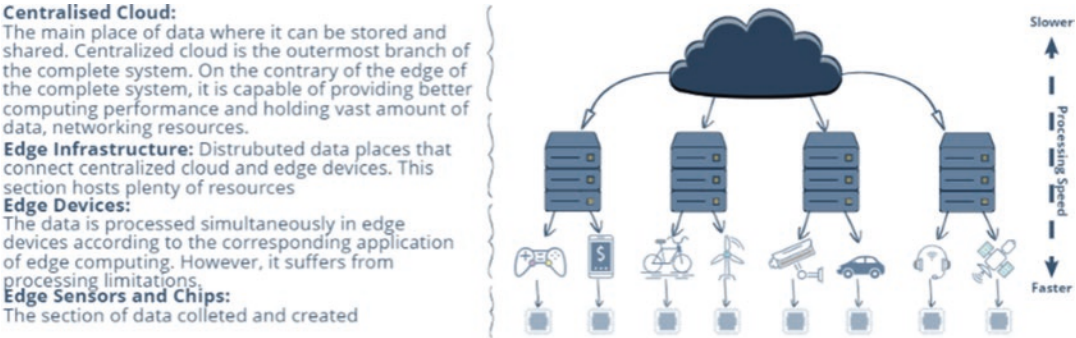 Centralised Cloud:
The main place of data where it can be stored and
shared. Centralized cloud is the outermost branch of
the complete system. On the contrary of the edge of
the complete system, it is capable of providing better
computing performance and holding vast amount of
data, networking resources.
Edge Infrastructure: Distrubuted data places that
connect centralized cloud and edge devices. This
section hosts plenty of resources
Edge Devices:
The data is processed simultaneously in edge
devices according to the corresponding application
of edge computing. However, it suffers from
processing limitations.
Edge Sensors and Chips:
The section of data colleted and created
$
Slower
Processing Speed
Faster